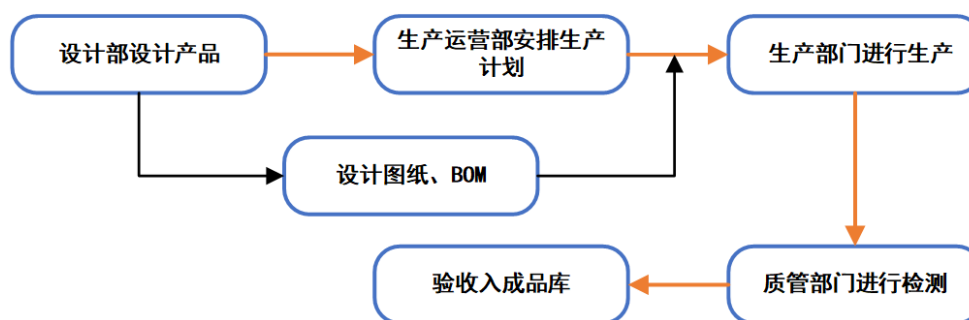 设计部设计产品
生产运营部安排生产
计划
生产部门进行生产
设计图纸、BOM
验收入成品库
质管部门进行检测